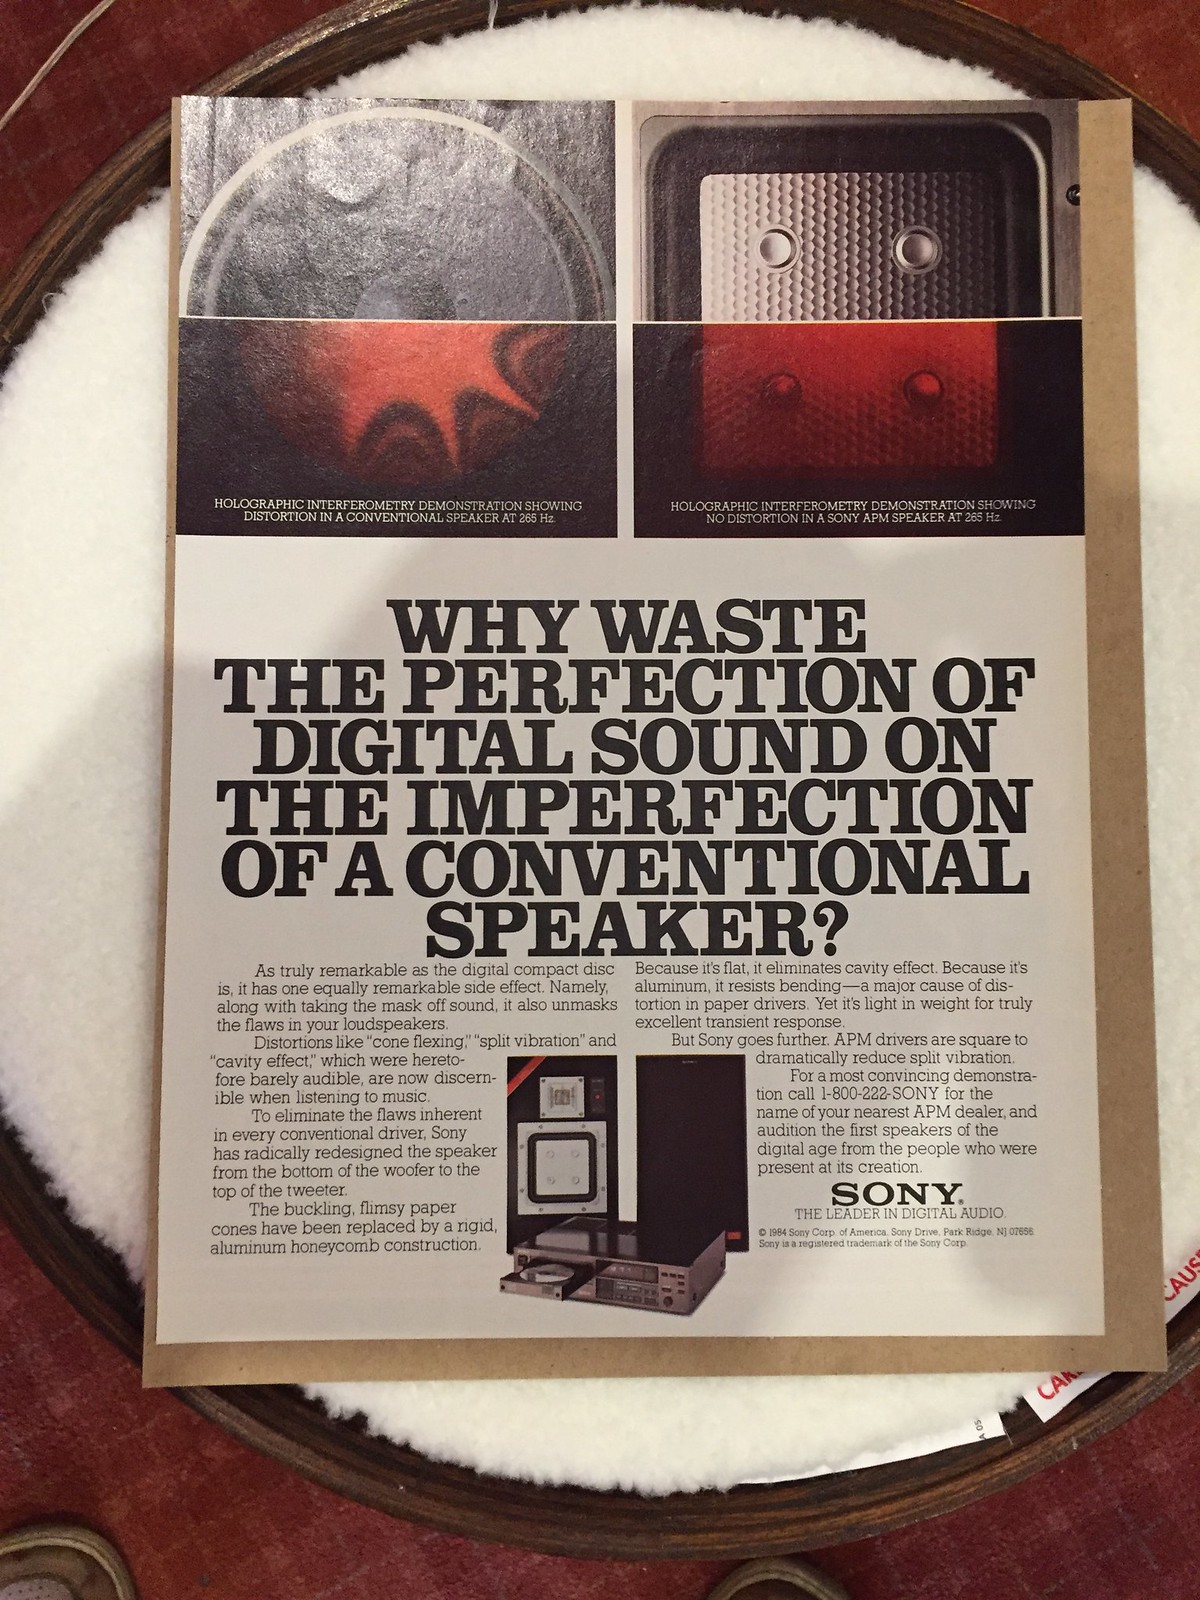 HOLOGRAPHIC INTERFEROMETRY DEMONSTRATION SHOWING
DISTORTION IN A CONVENTIONAL SPEAKER AT 265 Hz.
HOLOGRAPHIC INTERFEROMETRY DEMONSTRATION SHOWING
NO DISTORTION IN A SONY APM SPEAKER AT 265 Hz.
WHY WASTE
THE PERFECTION OF
DIGITAL SOUND ON
THE IMPERFECTION
OF A CONVENTIONAL
SPEAKER?
As truly remarkable as the digital compact disc
is, it has one equally remarkable side effect. Namely,
along with taking the mask off sound, it also unmasks
the flaws in your loudspeakers.
Distortions like "cone flexing," "split vibration" and
"cavity effect," which were hereto-
fore barely audible, are now discern-
ible when listening to music.
To eliminate the flaws inherent
in every conventional driver, Sony
has radically redesigned the speaker
from the bottom of the woofer to the
top of the tweeter.
The buckling, flimsy paper
cones have been replaced by a rigid,
aluminum honeycomb construction.
Because it's flat, it eliminates cavity effect. Because it's
aluminum, it resists bending—a major cause of dis-
tortion in paper drivers. Yet it's light in weight for truly
excellent transient response.
But Sony goes further. APM drivers are square to
dramatically reduce split vibration.
For a most convincing demonstra-
tion call 1-800-222-SONY for the
name of your nearest APM dealer, and
audition the first speakers of the
digital age from the people who were
present at its creation.
SONY®
THE LEADER IN DIGITAL AUDIO.
© 1984 Sony Corp. of America, Sony Drive, Park Ridge, NJ 07656.
Sony is a registered trademark of the Sony Corp.
CAUS
A 05